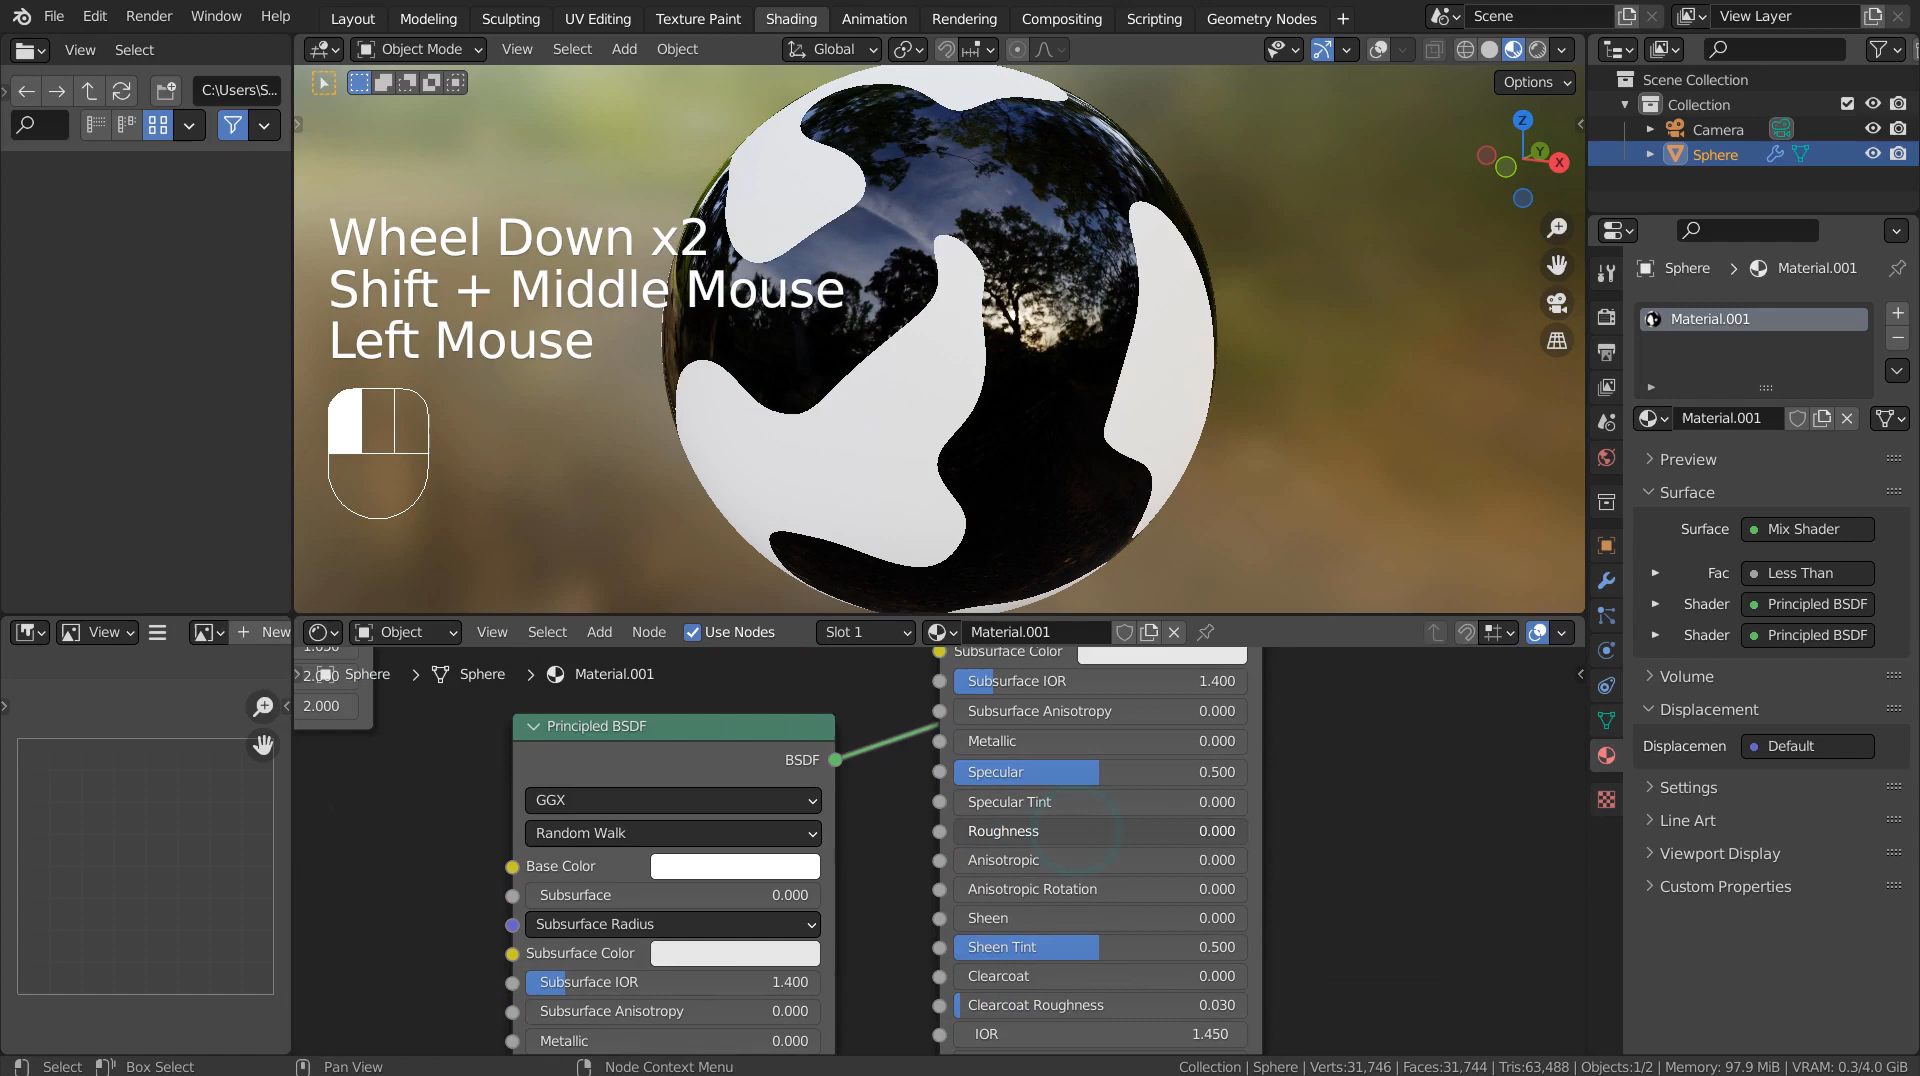 File Edit Render Window Help Layout Modeling Sculpting UV Editing Texture Paint Shading Animation Rendering Compositing Scripting Geometry Nodes + Scene View Layer
View Select Object Mode View Select Add Object Global
C:\Users\S...
Options
Z
Y
X
Wheel Down x2
Shift + Middle Mouse
Left Mouse
Scene Collection
Collection
Camera
Sphere
Sphere > Material.001
Material.001
Material.001
Preview
Surface
Surface Mix Shader
Fac Less Than
Shader Principled BSDF
Shader Principled BSDF
Volume
Displacement
Displacemen Default
Settings
Line Art
Viewport Display
Custom Properties
View + New Object View Select Add Node Use Nodes Slot 1 Material.001
Sphere > Sphere > Material.001
2.000
Principled BSDF
BSDF
GGX
Random Walk
Base Color
Subsurface 0.000
Subsurface Radius
Subsurface Color
Subsurface IOR 1.400
Subsurface Anisotropy 0.000
Metallic 0.000
Subsurface Color
Subsurface IOR 1.400
Subsurface Anisotropy 0.000
Metallic 0.000
Specular 0.500
Specular Tint 0.000
Roughness 0.000
Anisotropic 0.000
Anisotropic Rotation 0.000
Sheen 0.000
Sheen Tint 0.500
Clearcoat 0.000
Clearcoat Roughness 0.030
IOR 1.450
Select Box Select Pan View Node Context Menu Collection | Sphere | Verts:31,746 | Faces:31,744 | Tris:63,488 | Objects:1/2 | Memory: 97.9 MiB | VRAM: 0.3/4.0 GiB